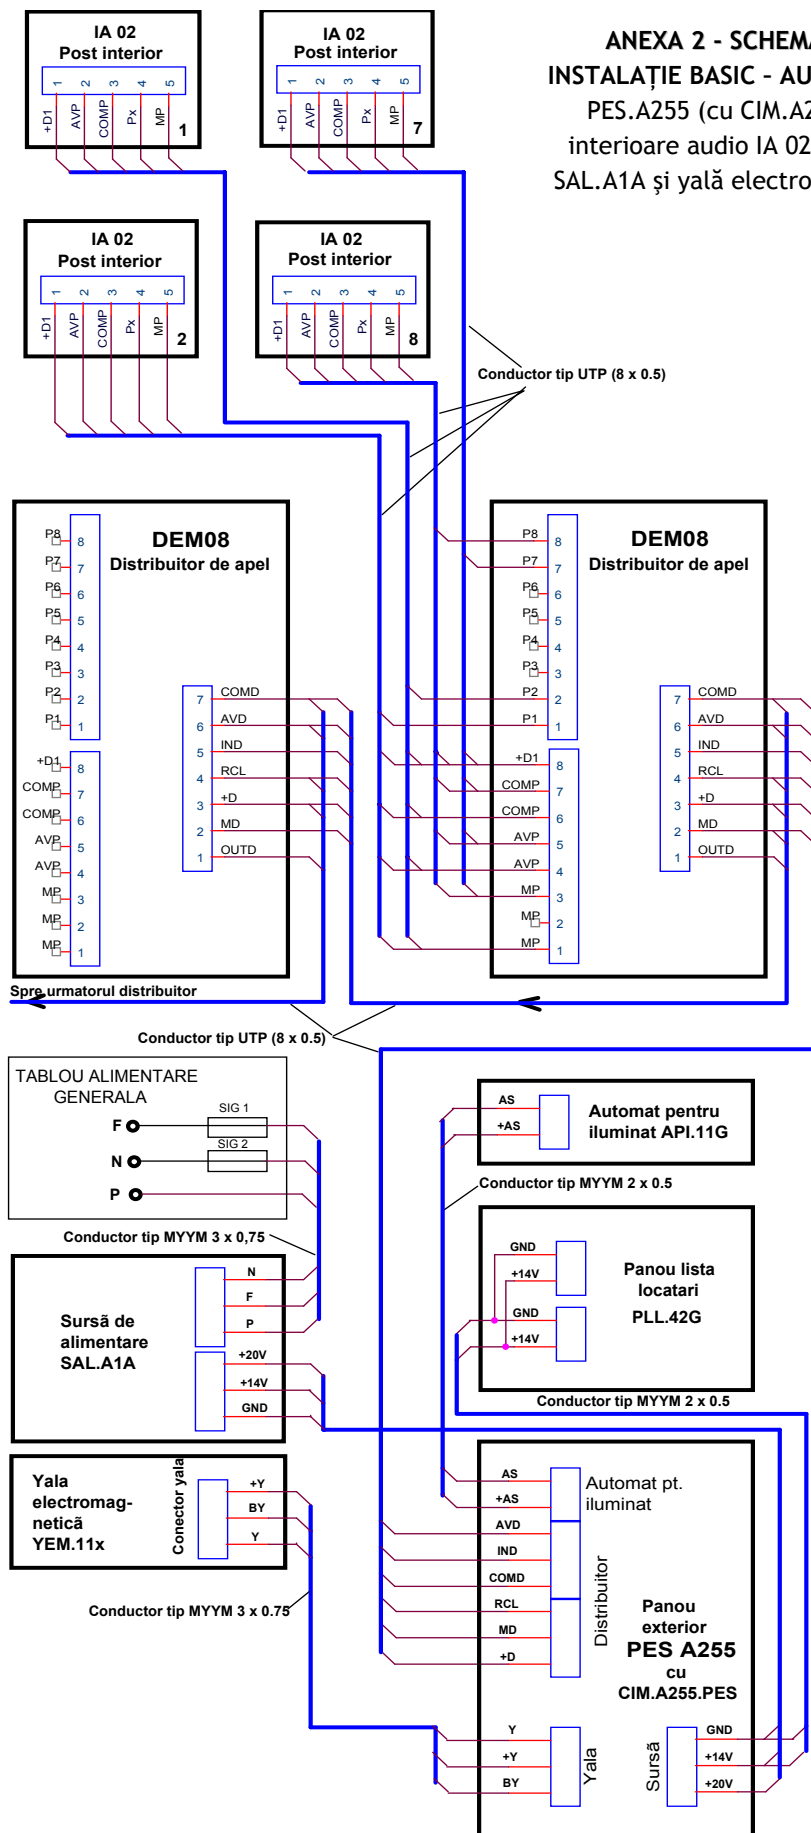 ANEXA 2 - SCHEMA
INSTALAȚIE BASIC - AU
PES.A255 (cu CIM.A2
interioare audio IA 02
SAL.A1A și yală electro
IA 02
Post interior
1 2 3 4 5
+D1 AVP COMP Px MP
1
IA 02
Post interior
1 2 3 4 5
+D1 AVP COMP Px MP
7
IA 02
Post interior
1 2 3 4 5
+D1 AVP COMP Px MP
2
IA 02
Post interior
1 2 3 4 5
+D1 AVP COMP Px MP
8
Conductor tip UTP (8 x 0.5)
DEM08
Distribuitor de apel
P8 8
P7 7
P6 6
P5 5
P4 4
P3 3
P2 2
P1 1
+D1 8
COMP 7
COMP 6
AVP 5
AVP 4
MP 3
MP 2
MP 1
7 COMD
6 AVD
5 IND
4 RCL
3 +D
2 MD
1 OUTD
DEM08
Distribuitor de apel
P8 8
P7 7
P6 6
P5 5
P4 4
P3 3
P2 2
P1 1
+D1 8
COMP 7
COMP 6
AVP 5
AVP 4
MP 3
MP 2
MP 1
7 COMD
6 AVD
5 IND
4 RCL
3 +D
2 MD
1 OUTD
Spre urmatorul distribuitor
Conductor tip UTP (8 x 0.5)
TABLOU ALIMENTARE
GENERALA
F SIG 1
N SIG 2
P
Conductor tip MYYM 3 x 0,75
Sursã de
alimentare
SAL.A1A
N
F
P
+20V
+14V
GND
Yala
electromag-
neticã
YEM.11x
Conector yala
+Y
BY
Y
Conductor tip MYYM 3 x 0.75
AS
+AS
Automat pentru
iluminat API.11G
Conductor tip MYYM 2 x 0.5
GND
+14V
GND
+14V
Panou lista
locatari
PLL.42G
Conductor tip MYYM 2 x 0.5
AS
+AS
Automat pt.
iluminat
AVD
IND
COMD
RCL
MD
+D
Distribuitor
Panou
exterior
PES A255
cu
CIM.A255.PES
Y
+Y
BY
Yala
Sursã
GND
+14V
+20V